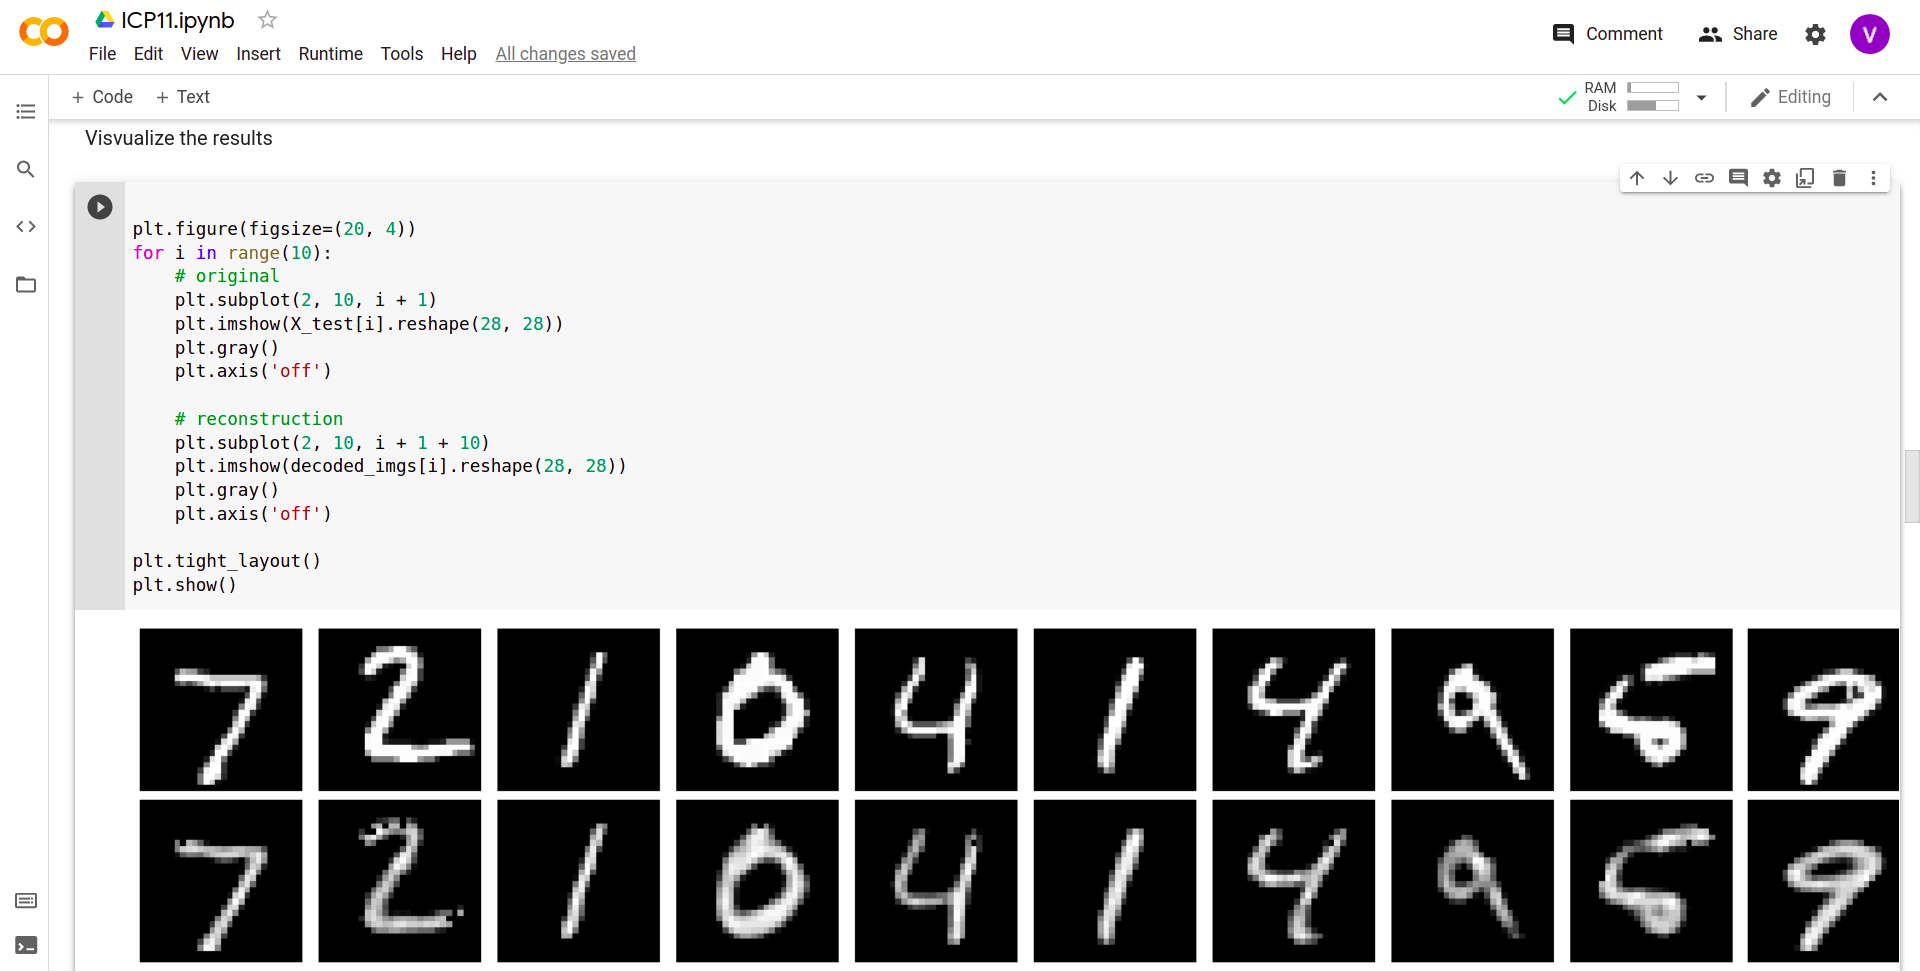 ICP11.ipynb
File Edit View Insert Runtime Tools Help All changes saved
Comment Share V
+ Code + Text
RAM
Disk
Editing
Visvualize the results
plt.figure(figsize=(20, 4))
for i in range(10):
    # original
    plt.subplot(2, 10, i + 1)
    plt.imshow(X_test[i].reshape(28, 28))
    plt.gray()
    plt.axis('off')
    # reconstruction
    plt.subplot(2, 10, i + 1 + 10)
    plt.imshow(decoded_imgs[i].reshape(28, 28))
    plt.gray()
    plt.axis('off')
plt.tight_layout()
plt.show()
7 2 1 0 4 1 4 9 5 9
7 2 1 0 4 1 4 9 5 9